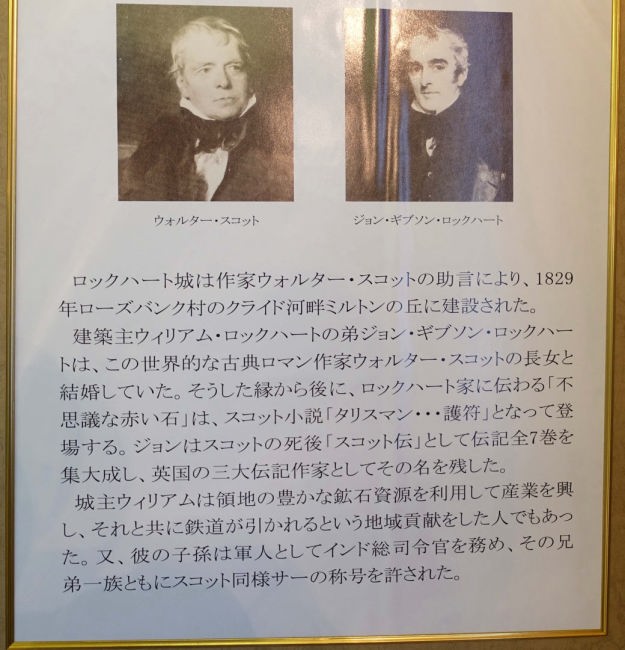 ウォルター・スコット
ジョン・ギブソン・ロックハート
ロックハート城は作家ウォルター・スコットの助言により、1829
年ローズバンク村のクライド河畔ミルトンの丘に建設された。
建築主ウィリアム・ロックハートの弟ジョン・ギブソン・ロックハー
トは、この世界的な古典ロマン作家ウォルター・スコットの長女と
結婚していた。そうした縁から後に、ロックハート家に伝わる「不
思議な赤い石」は、スコット小説「タリスマン・・・護符」となって登
場する。ジョンはスコットの死後「スコット伝」として伝記全7巻を
集大成し、英国の三大伝記作家としてその名を残した。
城主ウィリアムは領地の豊かな鉱石資源を利用して産業を興
し、それと共に鉄道が引かれるという地域貢献をした人でもあっ
た。又、彼の子孫は軍人としてインド総司令官を務め、その兄
弟一族ともにスコット同様サーの称号を許された。